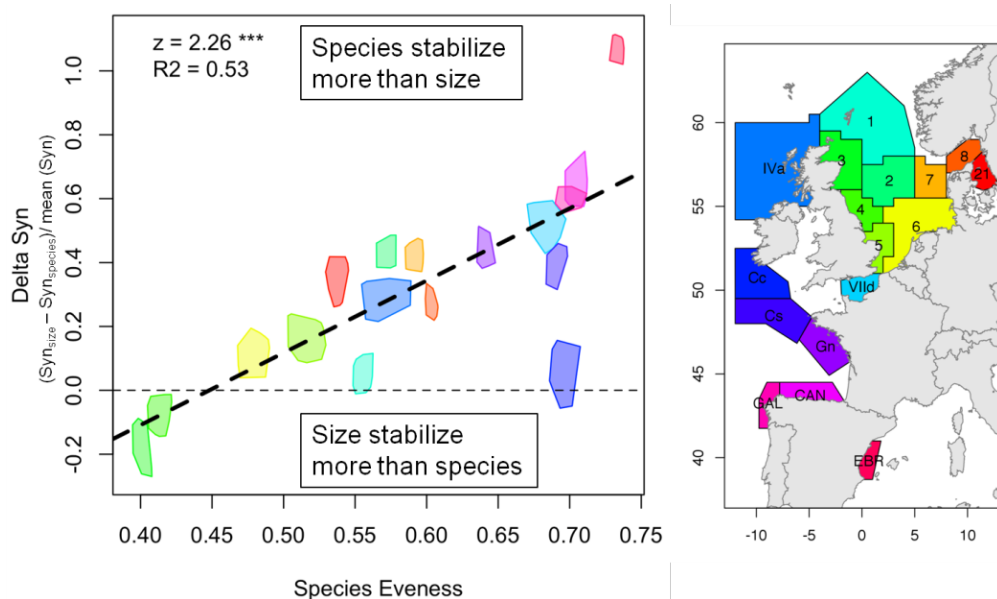 z = 2.26 ***
R2 = 0.53
Species stabilize
more than size
Size stabilize
more than species
Delta Syn
(Syn_size − Syn_species)/ mean (Syn)
1.0
0.8
0.6
0.4
0.2
0.0
-0.2
0.40 0.45 0.50 0.55 0.60 0.65 0.70 0.75
Species Eveness
60
55
50
45
40
-10 -5 0 5 10
1
IVa
3
2
7
8
21
4
6
5
Cc
VIId
Cs
Gn
GAL
CAN
EBR